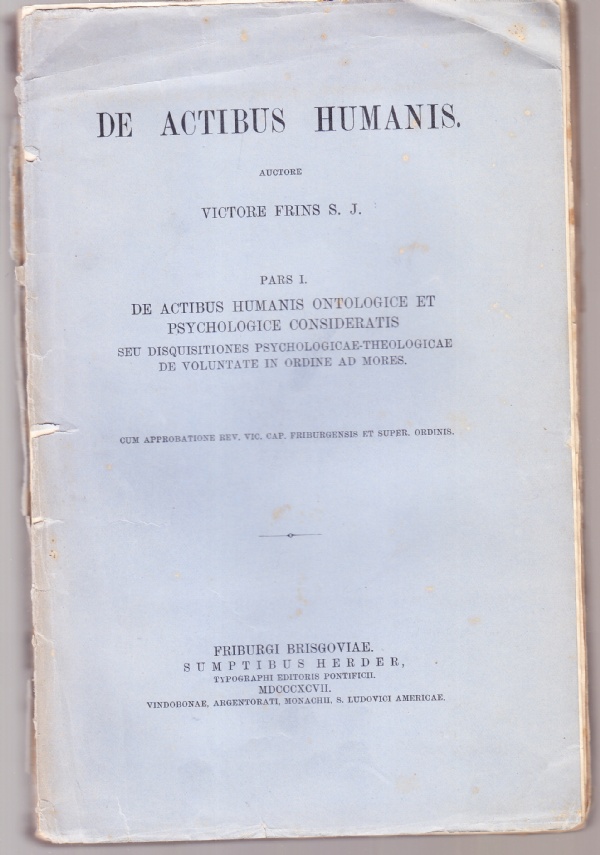 DE ACTIBUS HUMANIS.
AUCTORE
VICTORE FRINS S. J.
PARS I.
DE ACTIBUS HUMANIS ONTOLOGICE ET
PSYCHOLOGICE CONSIDERATIS
SEU DISQUISITIONES PSYCHOLOGICAE-THEOLOGICAE
DE VOLUNTATE IN ORDINE AD MORES.
CUM APPROBATIONE REV. VIC. CAP. FRIBURGENSIS ET SUPER. ORDINIS.
FRIBURGI BRISGOVIAE.
SUMPTIBUS HERDER,
TYPOGRAPHI EDITORIS PONTIFICII.
MDCCCXCVII.
VINDOBONAE, ARGENTORATI, MONACHII, S. LUDOVICI AMERICAE.